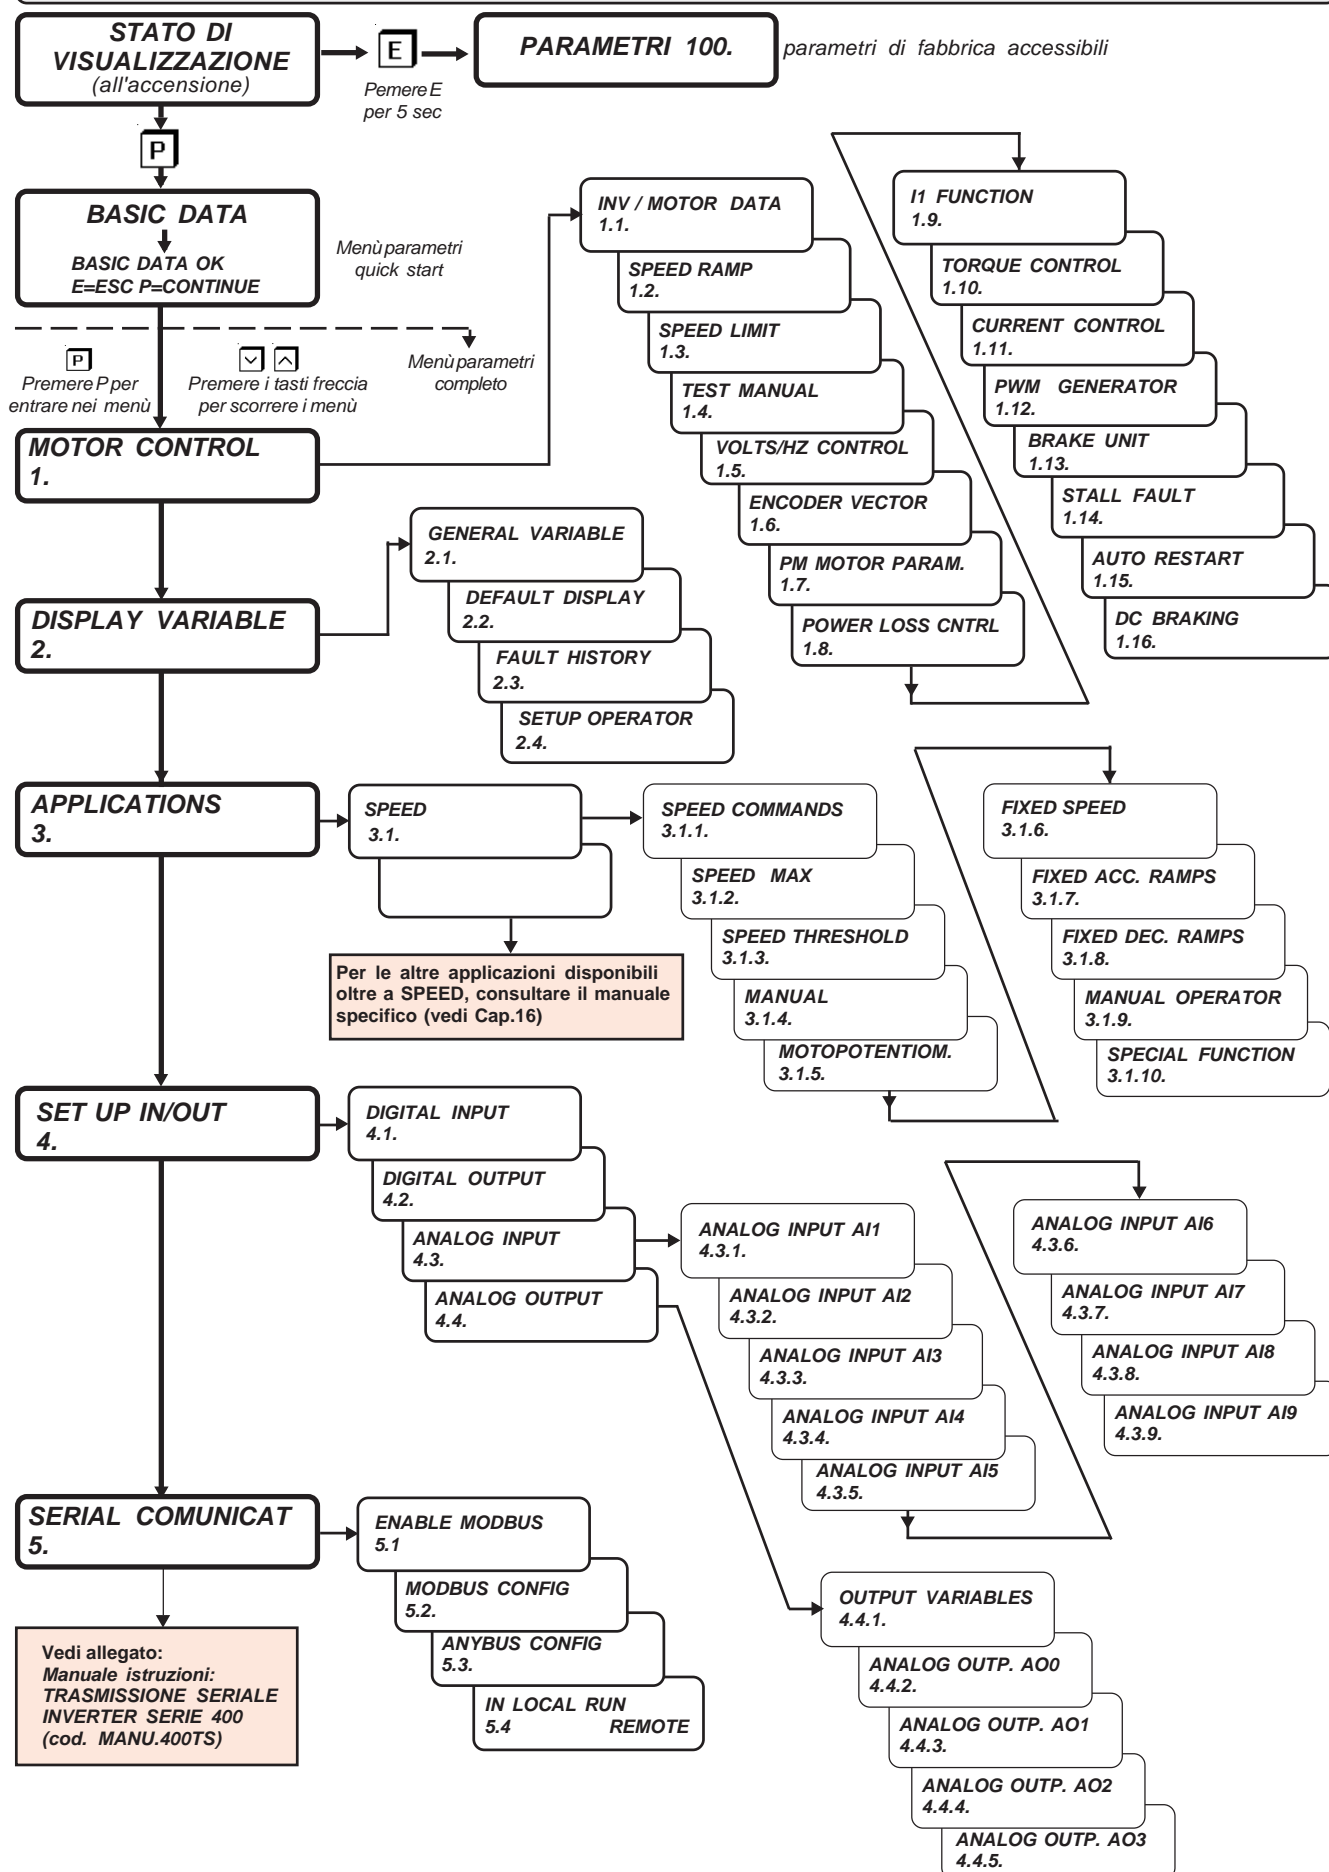 STATO DI
VISUALIZZAZIONE
(all'accensione)
E
Pemere E
per 5 sec
PARAMETRI 100.
parametri di fabbrica accessibili
P
BASIC DATA
BASIC DATA OK
E=ESC P=CONTINUE
Menù parametri
quick start
P
Premere P per
entrare nei menù
Premere i tasti freccia
per scorrere i menù
Menù parametri
completo
MOTOR CONTROL
1.
INV / MOTOR DATA
1.1.
SPEED RAMP
1.2.
SPEED LIMIT
1.3.
TEST MANUAL
1.4.
VOLTS/HZ CONTROL
1.5.
ENCODER VECTOR
1.6.
PM MOTOR PARAM.
1.7.
POWER LOSS CNTRL
1.8.
I1 FUNCTION
1.9.
TORQUE CONTROL
1.10.
CURRENT CONTROL
1.11.
PWM GENERATOR
1.12.
BRAKE UNIT
1.13.
STALL FAULT
1.14.
AUTO RESTART
1.15.
DC BRAKING
1.16.
DISPLAY VARIABLE
2.
GENERAL VARIABLE
2.1.
DEFAULT DISPLAY
2.2.
FAULT HISTORY
2.3.
SETUP OPERATOR
2.4.
APPLICATIONS
3.
SPEED
3.1.
Per le altre applicazioni disponibili
oltre a SPEED, consultare il manuale
specifico (vedi Cap.16)
SPEED COMMANDS
3.1.1.
SPEED MAX
3.1.2.
SPEED THRESHOLD
3.1.3.
MANUAL
3.1.4.
MOTOPOTENTIOM.
3.1.5.
FIXED SPEED
3.1.6.
FIXED ACC. RAMPS
3.1.7.
FIXED DEC. RAMPS
3.1.8.
MANUAL OPERATOR
3.1.9.
SPECIAL FUNCTION
3.1.10.
SET UP IN/OUT
4.
DIGITAL INPUT
4.1.
DIGITAL OUTPUT
4.2.
ANALOG INPUT
4.3.
ANALOG OUTPUT
4.4.
ANALOG INPUT AI1
4.3.1.
ANALOG INPUT AI2
4.3.2.
ANALOG INPUT AI3
4.3.3.
ANALOG INPUT AI4
4.3.4.
ANALOG INPUT AI5
4.3.5.
ANALOG INPUT AI6
4.3.6.
ANALOG INPUT AI7
4.3.7.
ANALOG INPUT AI8
4.3.8.
ANALOG INPUT AI9
4.3.9.
SERIAL COMUNICAT
5.
ENABLE MODBUS
5.1
MODBUS CONFIG
5.2.
ANYBUS CONFIG
5.3.
IN LOCAL RUN
5.4 REMOTE
Vedi allegato:
Manuale istruzioni:
TRASMISSIONE SERIALE
INVERTER SERIE 400
(cod. MANU.400TS)
OUTPUT VARIABLES
4.4.1.
ANALOG OUTP. AO0
4.4.2.
ANALOG OUTP. AO1
4.4.3.
ANALOG OUTP. AO2
4.4.4.
ANALOG OUTP. AO3
4.4.5.